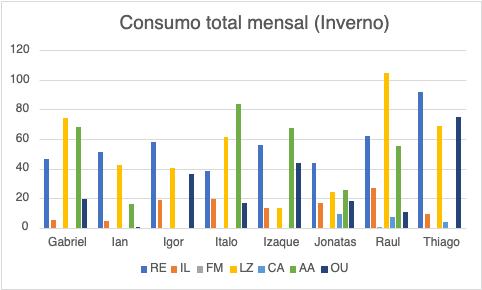 Consumo total mensal (Inverno)
120
100
80
60
40
20
0
Gabriel Ian Igor Italo Izaque Jonatas Raul Thiago
RE IL FM LZ CA AA OU